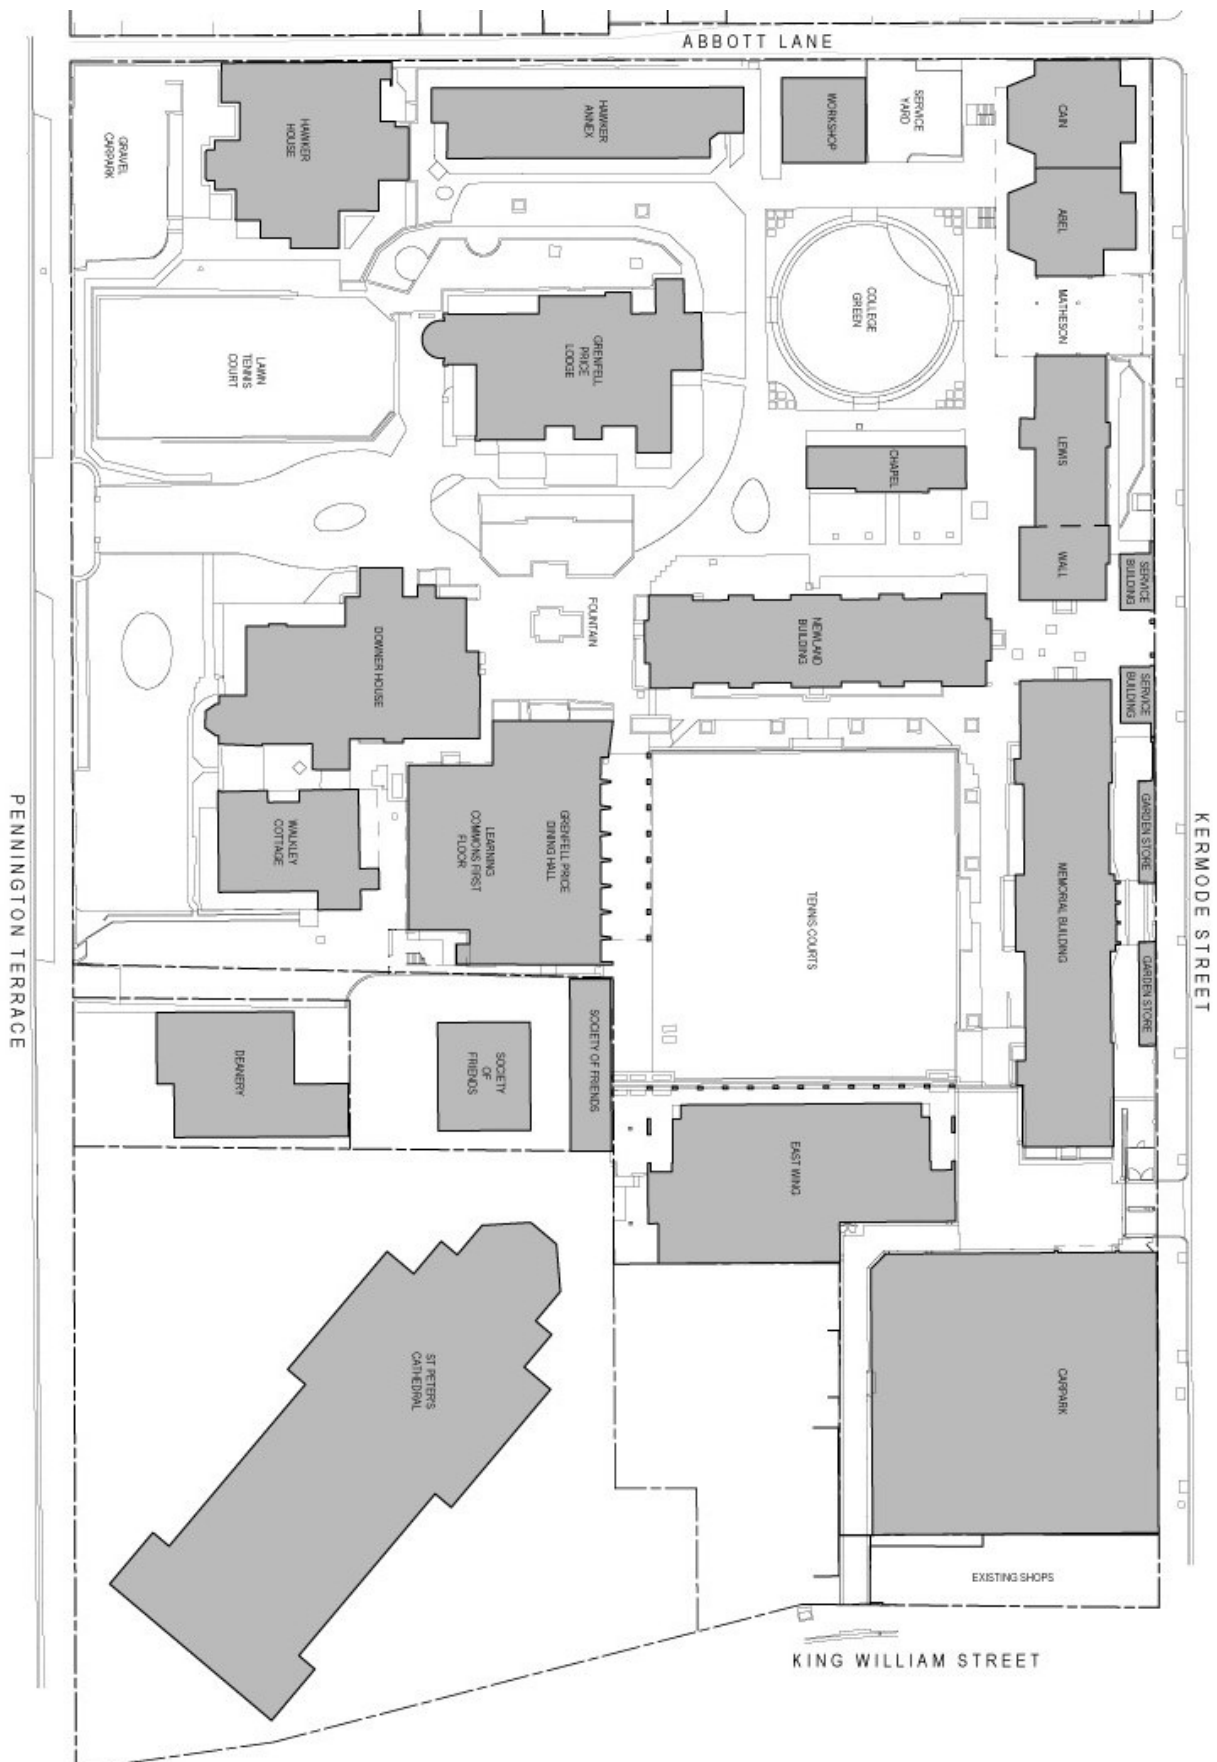 ABBOTT LANE
GRAVEL
CARPARK
HAWKER
HOUSE
HAWKER
ANNEX
WORKSHOP
SERVICE
YARD
CAIN
ABEL
MATHESON
COLLEGE
GREEN
LAWN
TENNIS
COURT
GRENFELL
PRICE
LODGE
LEWIS
CHAPEL
WALL
SERVICE
BUILDING
FOUNTAIN
NEWLAND
BUILDING
DOWNER HOUSE
SERVICE
BUILDING
WALKLEY
COTTAGE
LEARNING
COMMONS FIRST
FLOOR
GRENFELL PRICE
DINING HALL
TENNIS COURTS
MEMORIAL BUILDING
GARDEN STORE
GARDEN STORE
PENNINGTON TERRACE
KERMODE STREET
DEANERY
SOCIETY
OF
FRIENDS
SOCIETY OF FRIENDS
EAST WING
ST PETER'S
CATHEDRAL
CARPARK
EXISTING SHOPS
KING WILLIAM STREET